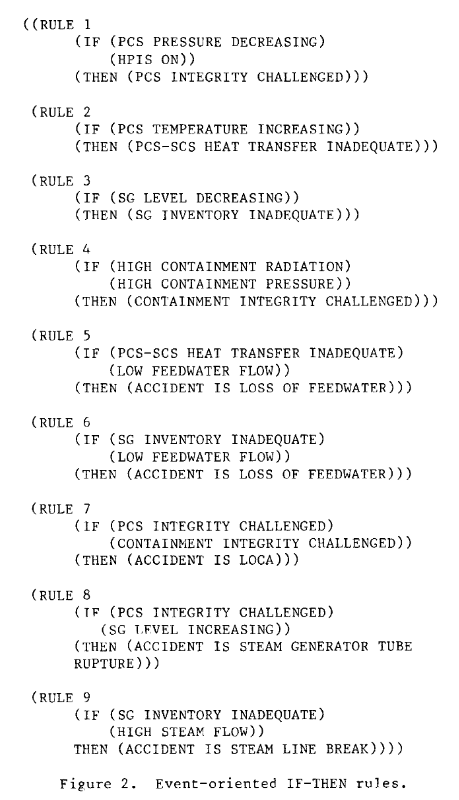 ((RULE 1
(IF (PCS PRESSURE DECREASING)
(HPIS ON))
(THEN (PCS INTEGRITY CHALLENGED)))
(RULE 2
(IF (PCS TEMPERATURE INCREASING))
(THEN (PCS-SCS HEAT TRANSFER INADEQUATE)))
(RULE 3
(IF (SG LEVEL DECREASING))
(THEN (SG INVENTORY INADEQUATE)))
(RULE 4
(IF (HIGH CONTAINMENT RADIATION)
(HIGH CONTAINMENT PRESSURE))
(THEN (CONTAINMENT INTEGRITY CHALLENGED)))
(RULE 5
(IF (PCS-SCS HEAT TRANSFER INADEQUATE)
(LOW FEEDWATER FLOW))
(THEN (ACCIDENT IS LOSS OF FEEDWATER)))
(RULE 6
(IF (SG INVENTORY INADEQUATE)
(LOW FEEDWATER FLOW))
(THEN (ACCIDENT IS LOSS OF FEEDWATER)))
(RULE 7
(IF (PCS INTEGRITY CHALLENGED)
(CONTAINMENT INTEGRITY CHALLENGED))
(THEN (ACCIDENT IS LOCA)))
(RULE 8
(IF (PCS INTEGRITY CHALLENGED)
(SG LEVEL INCREASING))
(THEN (ACCIDENT IS STEAM GENERATOR TUBE
RUPTURE)))
(RULE 9
(IF (SG INVENTORY INADEQUATE)
(HIGH STEAM FLOW))
THEN (ACCIDENT IS STEAM LINE BREAK))))
Figure 2. Event-oriented IF-THEN rules.